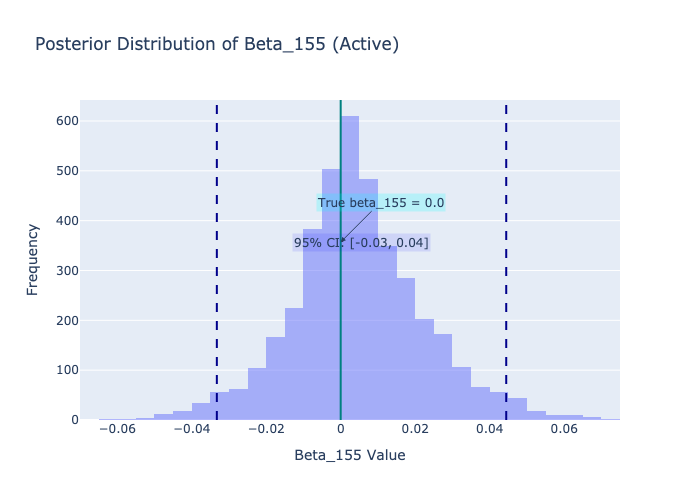 Posterior Distribution of Beta_155 (Active)
600
500
400
300
200
100
0
Frequency
True beta_155 = 0.0
95% CI: [-0.03, 0.04]
−0.06
−0.04
−0.02
0
0.02
0.04
0.06
Beta_155 Value